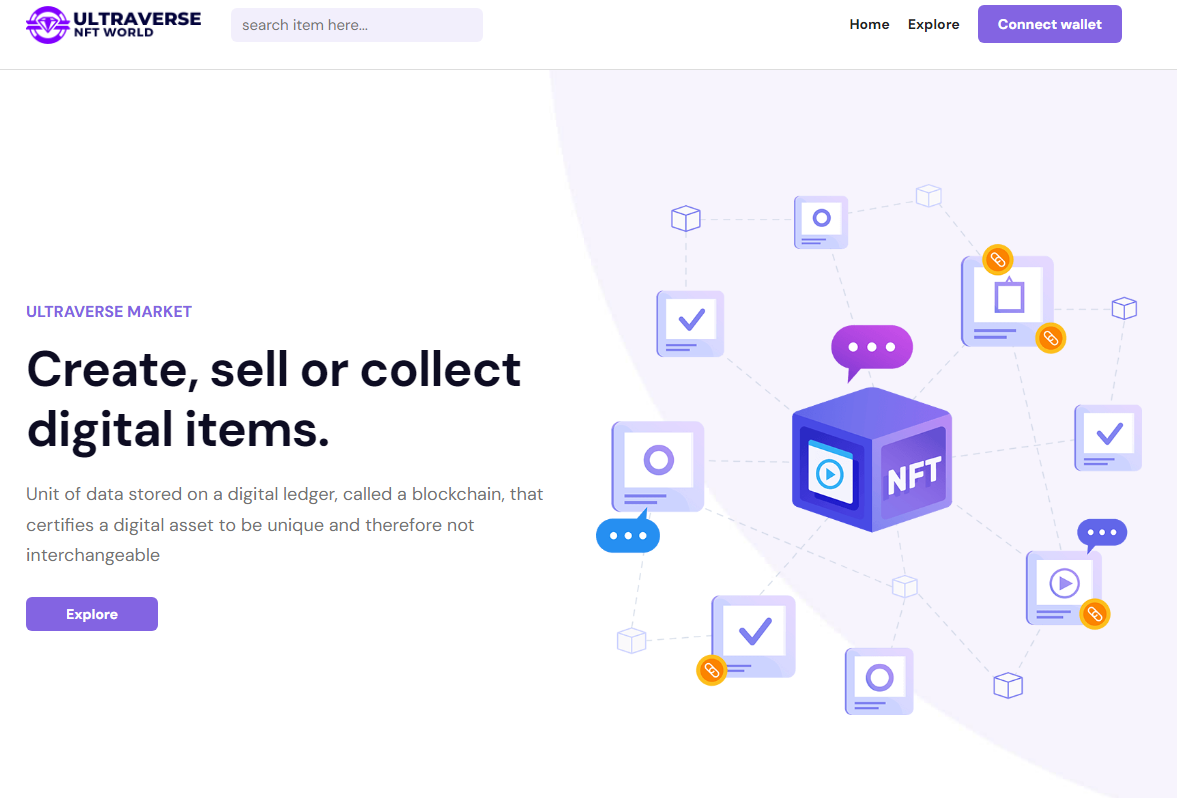 ULTRAVERSE
NFT WORLD
search item here...
Home
Explore
Connect wallet
ULTRAVERSE MARKET
Create, sell or collect
digital items.
Unit of data stored on a digital ledger, called a blockchain, that
certifies a digital asset to be unique and therefore not
interchangeable
Explore
NFT